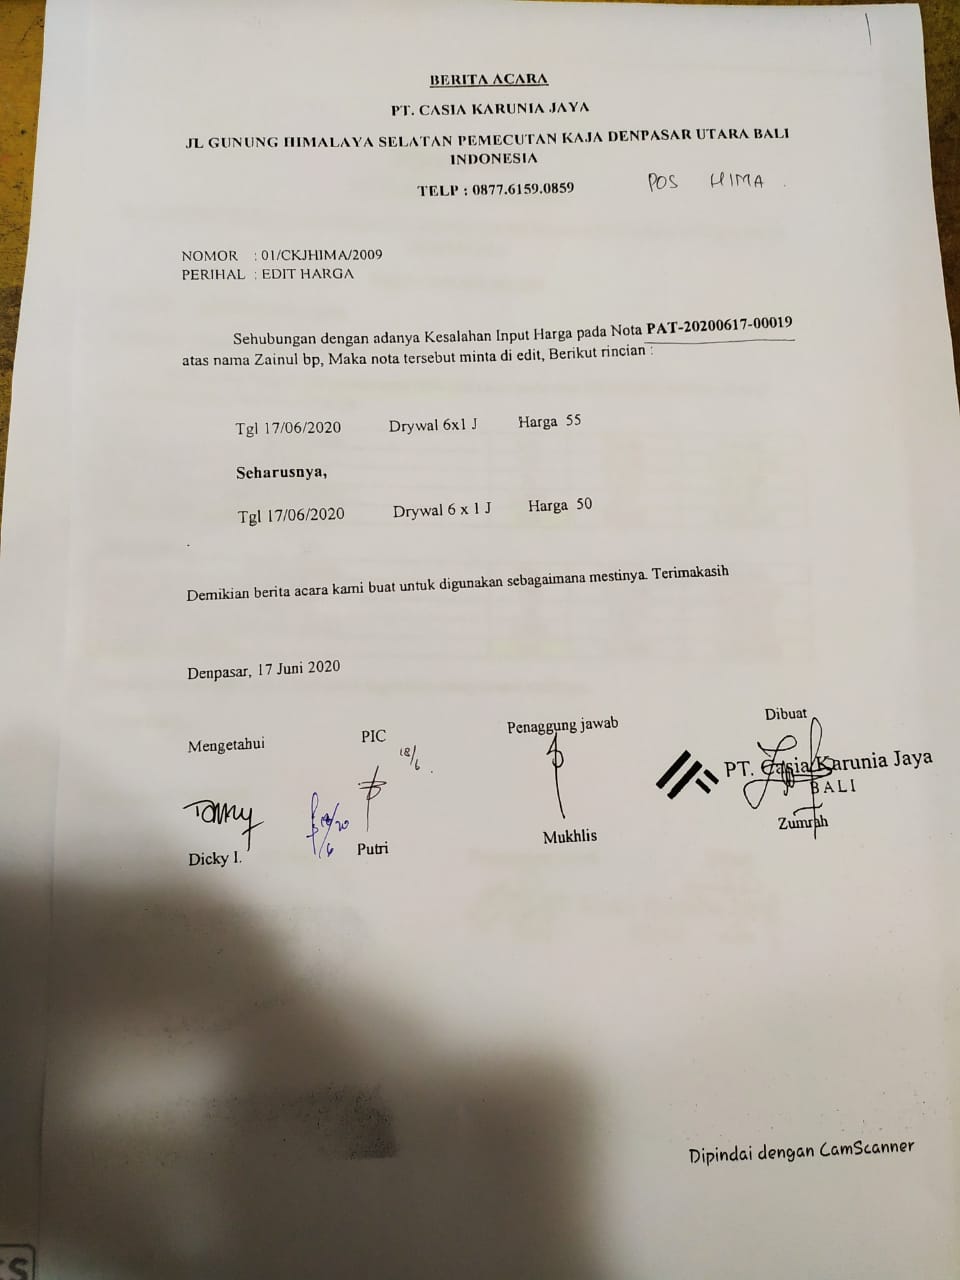 BERITA ACARA
PT. CASIA KARUNIA JAYA
JL GUNUNG HIMALAYA SELATAN PEMECUTAN KAJA DENPASAR UTARA BALI
INDONESIA
TELP : 0877.6159.0859
POS HIMA
NOMOR : 01/CKJHIMA/2009
PERIHAL : EDIT HARGA
Sehubungan dengan adanya Kesalahan Input Harga pada Nota PAT-20200617-00019
atas nama Zainul bp, Maka nota tersebut minta di edit, Berikut rincian :
Tgl 17/06/2020 Drywal 6x1 J Harga 55
Seharusnya,
Tgl 17/06/2020 Drywal 6 x 1 J Harga 50
Demikian berita acara kami buat untuk digunakan sebagaimana mestinya. Terimakasih
Denpasar, 17 Juni 2020
Mengetahui PIC Penaggung jawab Dibuat
18/6
PT. Casia Karunia Jaya
BALI
Dicky I. Putri Mukhlis Zumrah
Dipindai dengan CamScanner